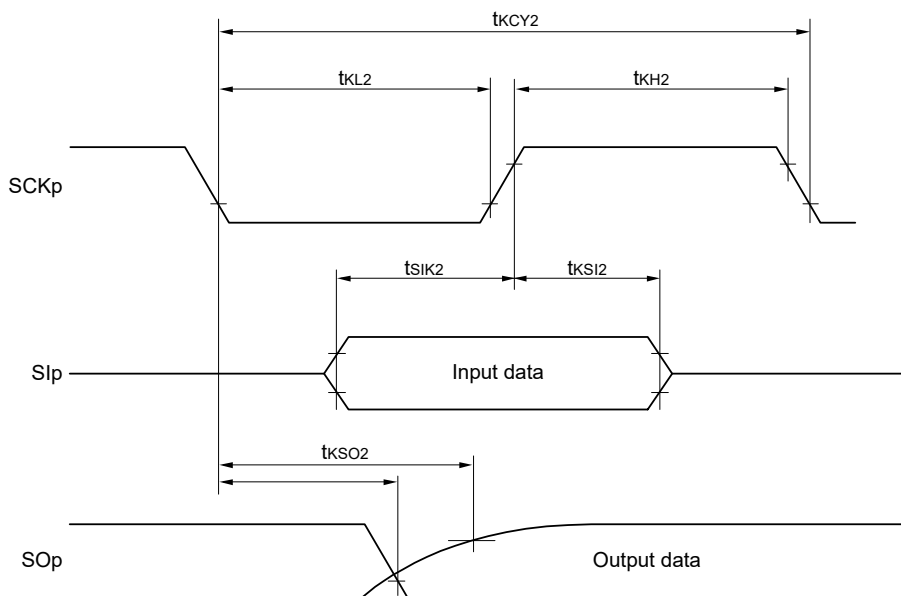 tKCY2
tKL2
tKH2
SCKp
tSIK2
tKSI2
SIp
Input data
tKSO2
SOp
Output data